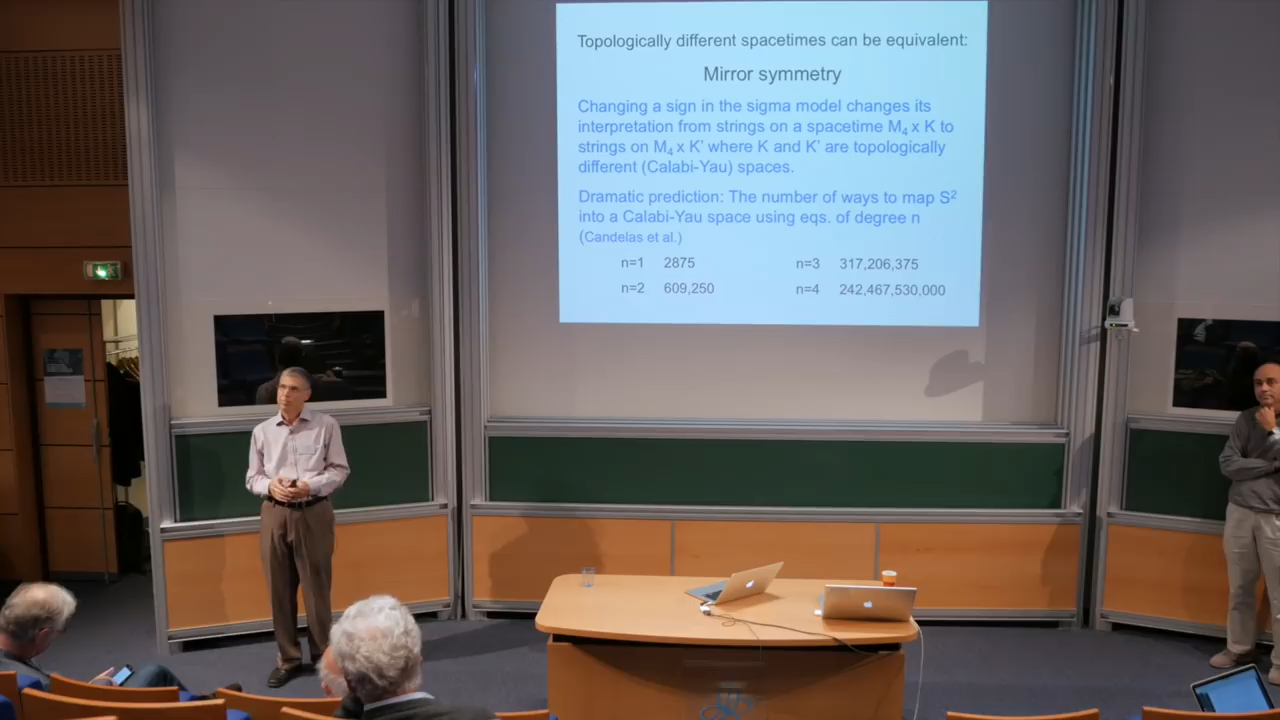 Topologically different spacetimes can be equivalent:
Mirror symmetry
Changing a sign in the sigma model changes its
interpretation from strings on a spacetime M₄ x K to
strings on M₄ x K' where K and K' are topologically
different (Calabi-Yau) spaces.
Dramatic prediction: The number of ways to map S²
into a Calabi-Yau space using eqs. of degree n
(Candelas et al.)
n=1 2875 n=3 317,206,375
n=2 609,250 n=4 242,467,530,000